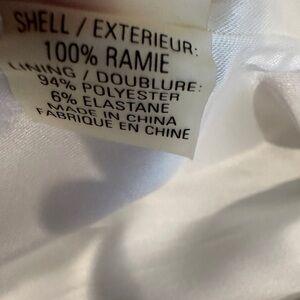 SHELL / EXTERIEUR:
100% RAMIE
LINING / DOUBLURE:
94% POLYESTER
6% ELASTANE
MADE IN CHINA
FABRIQUE EN CHINE